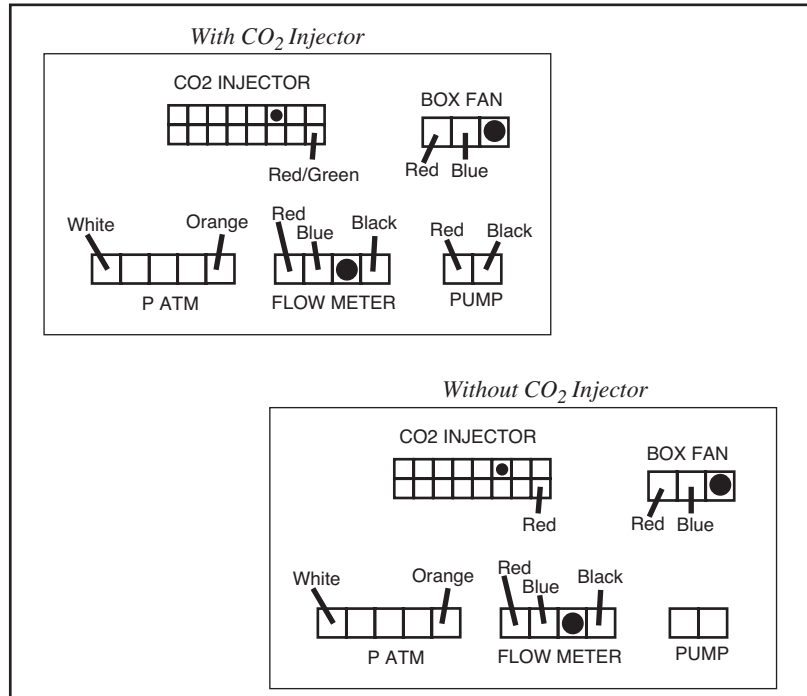 With CO2 Injector
CO2 INJECTOR
BOX FAN
Red/Green
Red Blue
White
Orange
Red
Blue
Black
Red
Black
P ATM
FLOW METER
PUMP
Without CO2 Injector
CO2 INJECTOR
BOX FAN
Red
Red Blue
White
Orange
Red
Blue
Black
P ATM
FLOW METER
PUMP